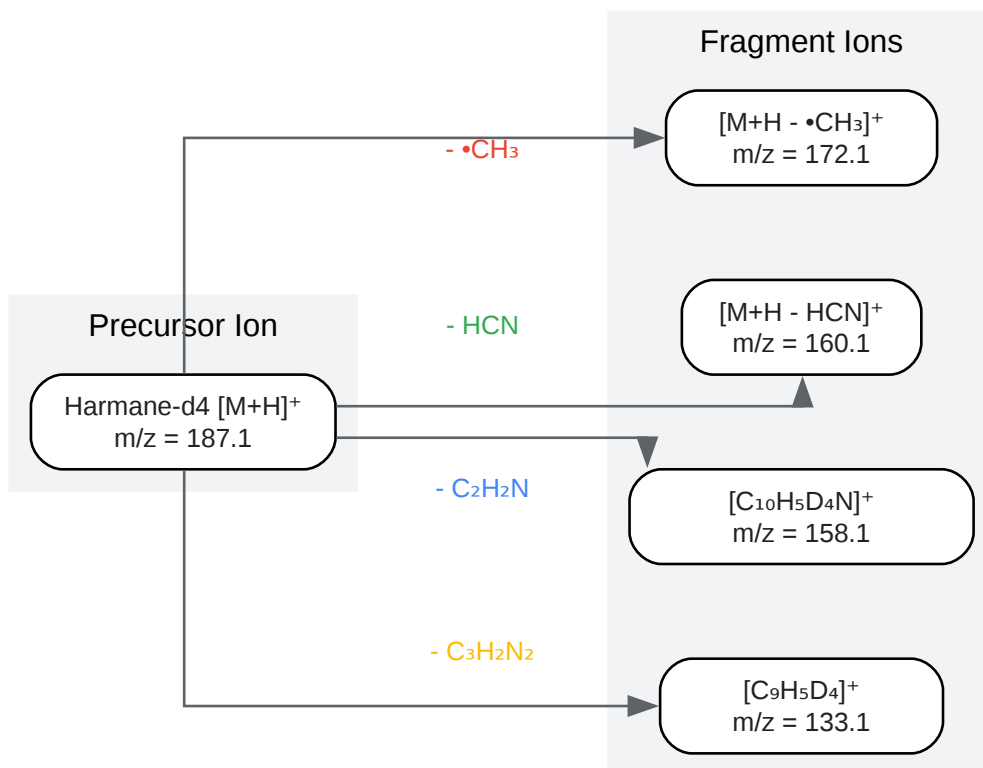 Fragment Ions
[M+H - •CH₃]⁺
m/z = 172.1
- •CH₃
[M+H - HCN]⁺
m/z = 160.1
- HCN
Precursor Ion
Harmane-d4 [M+H]⁺
m/z = 187.1
- C₂H₂N
[C₁₀H₅D₄N]⁺
m/z = 158.1
- C₃H₂N₂
[C₉H₅D₄]⁺
m/z = 133.1